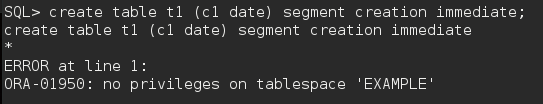 SQL> create table t1 (c1 date) segment creation immediate;
create table t1 (c1 date) segment creation immediate
*
ERROR at line 1:
ORA-01950: no privileges on tablespace 'EXAMPLE'